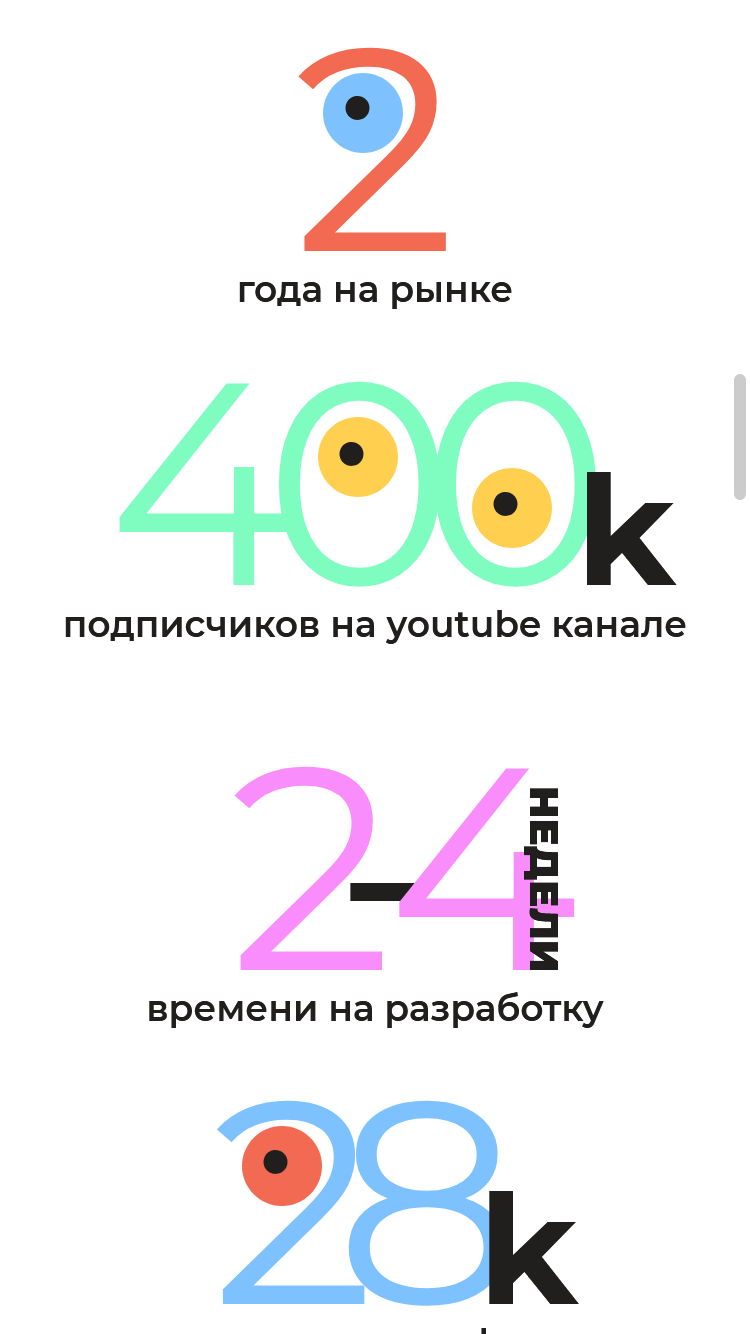 2
года на рынке
400k
подписчиков на youtube канале
2-4 недели
времени на разработку
28k